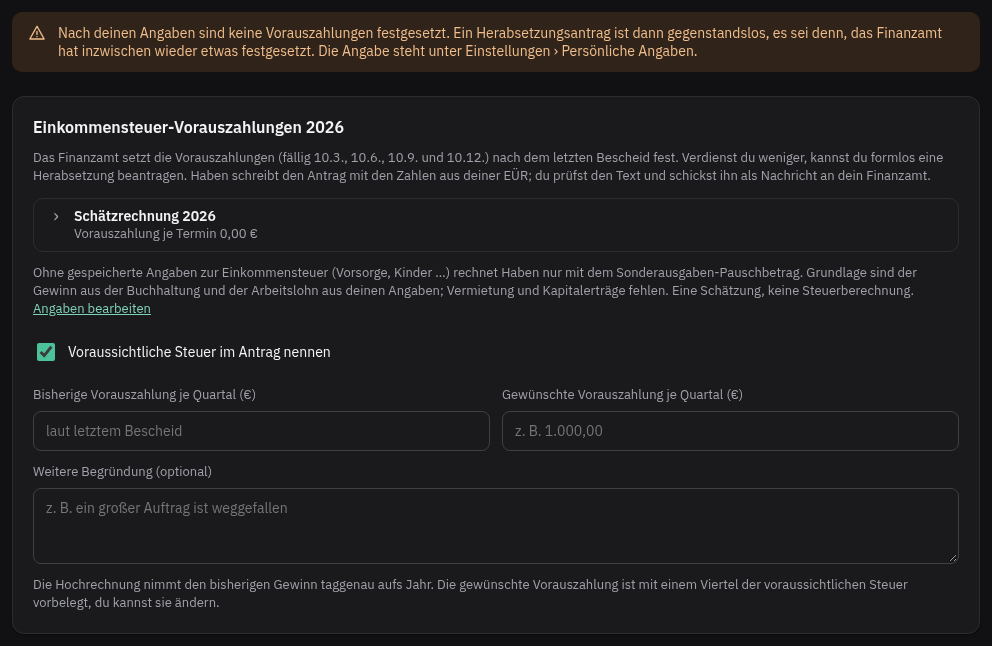 Nach deinen Angaben sind keine Vorauszahlungen festgesetzt. Ein Herabsetzungsantrag ist dann gegenstandslos, es sei denn, das Finanzamt
hat inzwischen wieder etwas festgesetzt. Die Angabe steht unter Einstellungen › Persönliche Angaben.
Einkommensteuer-Vorauszahlungen 2026
Das Finanzamt setzt die Vorauszahlungen (fällig 10.3., 10.6., 10.9. und 10.12.) nach dem letzten Bescheid fest. Verdienst du weniger, kannst du formlos eine
Herabsetzung beantragen. Haben schreibt den Antrag mit den Zahlen aus deiner EÜR; du prüfst den Text und schickst ihn als Nachricht an dein Finanzamt.
Schätzrechnung 2026
Vorauszahlung je Termin 0,00 €
Ohne gespeicherte Angaben zur Einkommensteuer (Vorsorge, Kinder …) rechnet Haben nur mit dem Sonderausgaben-Pauschbetrag. Grundlage sind der
Gewinn aus der Buchhaltung und der Arbeitslohn aus deinen Angaben; Vermietung und Kapitalerträge fehlen. Eine Schätzung, keine Steuerberechnung.
Angaben bearbeiten
Voraussichtliche Steuer im Antrag nennen
Bisherige Vorauszahlung je Quartal (€)
Gewünschte Vorauszahlung je Quartal (€)
laut letztem Bescheid
z. B. 1.000,00
Weitere Begründung (optional)
z. B. ein großer Auftrag ist weggefallen
Die Hochrechnung nimmt den bisherigen Gewinn taggenau aufs Jahr. Die gewünschte Vorauszahlung ist mit einem Viertel der voraussichtlichen Steuer
vorbelegt, du kannst sie ändern.